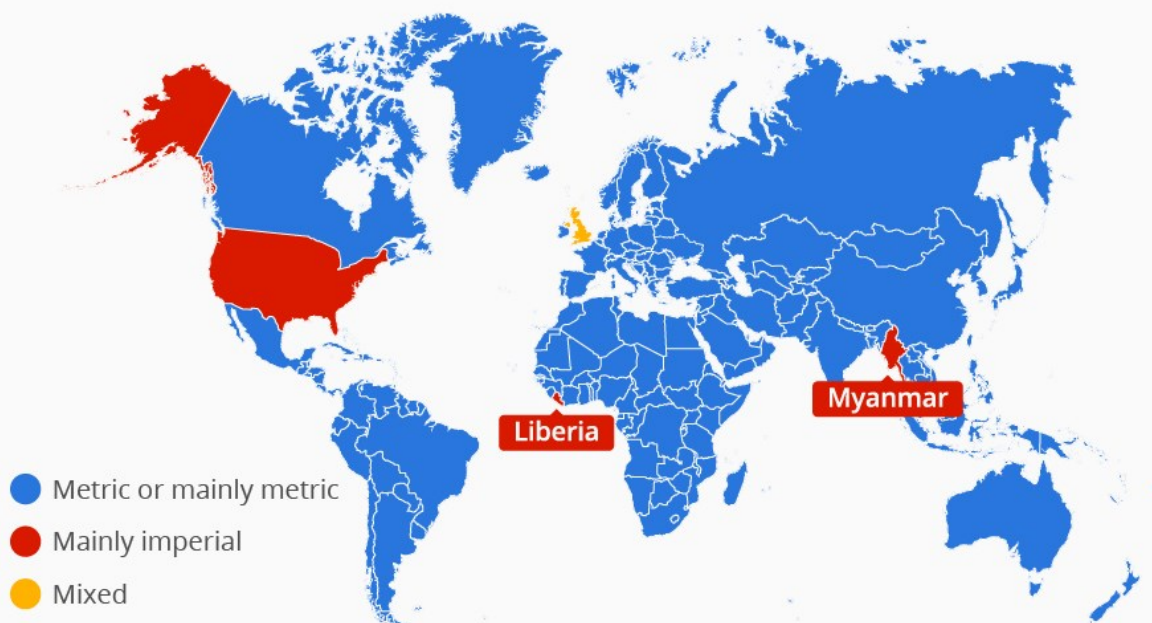 Myanmar
Liberia
Metric or mainly metric
Mainly imperial
Mixed